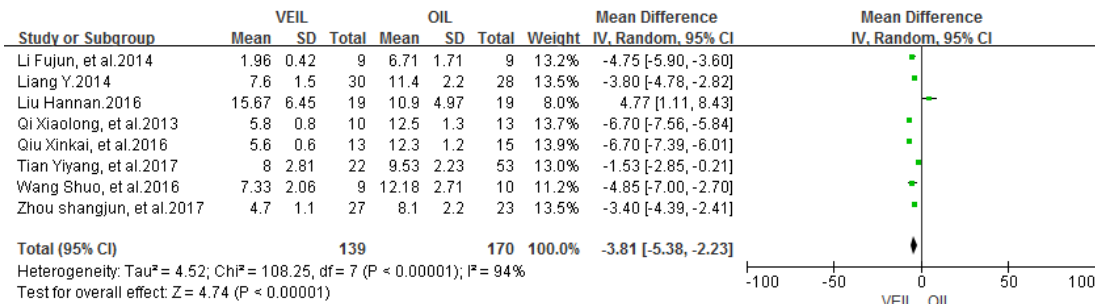 VEIL OIL Mean Difference Mean Difference
Study or Subgroup Mean SD Total Mean SD Total Weight IV, Random, 95% CI IV, Random, 95% CI
Li Fujun, et al.2014 1.96 0.42 9 6.71 1.71 9 13.2% -4.75 [-5.90, -3.60]
Liang Y.2014 7.6 1.5 30 11.4 2.2 28 13.5% -3.80 [-4.78, -2.82]
Liu Hannan.2016 15.67 6.45 19 10.9 4.97 19 8.0% 4.77 [1.11, 8.43]
Qi Xiaolong, et al.2013 5.8 0.8 10 12.5 1.3 13 13.6% -6.70 [-7.56, -5.84]
Qiu Xinkai, et al.2016 5.6 0.6 13 12.3 1.2 15 13.8% -6.70 [-7.39, -6.01]
Tian Yiyang, et al.2017 8 2.81 22 9.53 2.23 53 13.0% -1.53 [-2.85, -0.21]
Wang Shuo, et al.2016 7.33 2.06 9 12.18 2.71 10 11.2% -4.85 [-7.00, -2.70]
Zhou shangjun, et al.2017 4.7 1.1 27 8.1 2.2 23 13.5% -3.40 [-4.39, -2.41]
Total (95% CI) 139 170 100.0% -3.81 [-5.38, -2.23]
Heterogeneity: Tau² = 4.52; Chi² = 108.25, df = 7 (P < 0.00001); I² = 94%
Test for overall effect: Z = 4.74 (P < 0.00001)
-100 -50 0 50 100
VEIL OIL